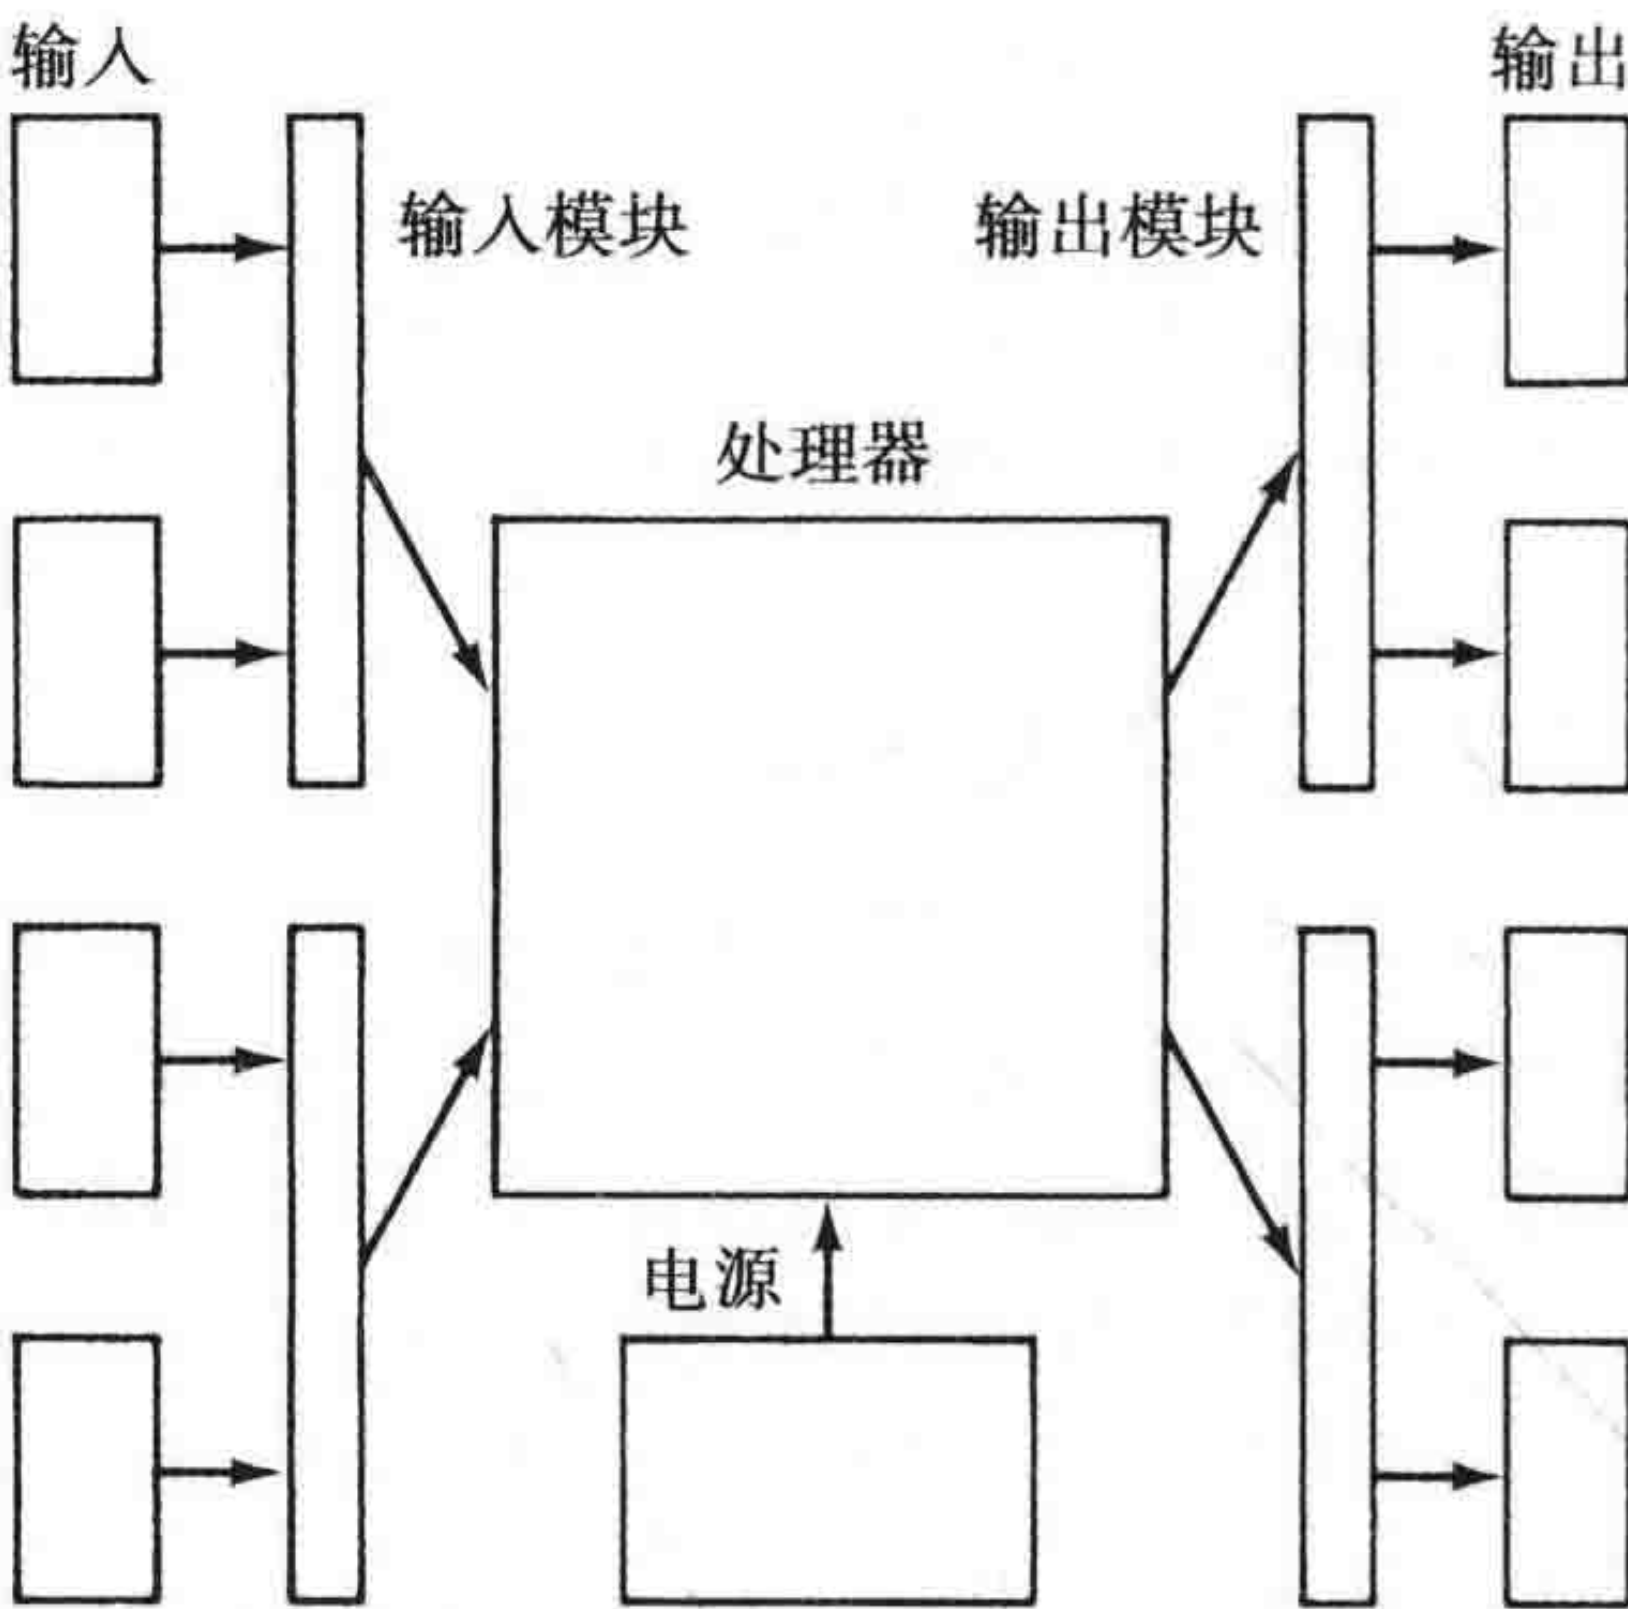 输入
输出
输入模块
输出模块
处理器
电源